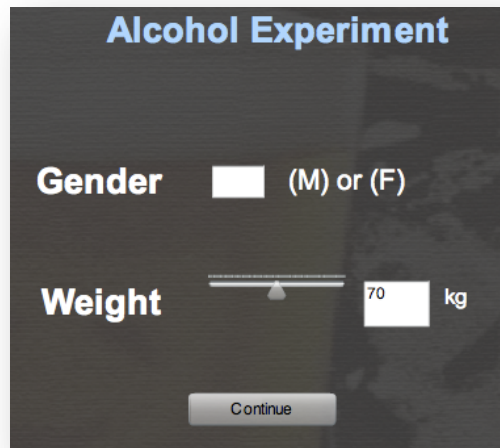 Alcohol Experiment
Gender (M) or (F)
Weight 70 kg
Continue